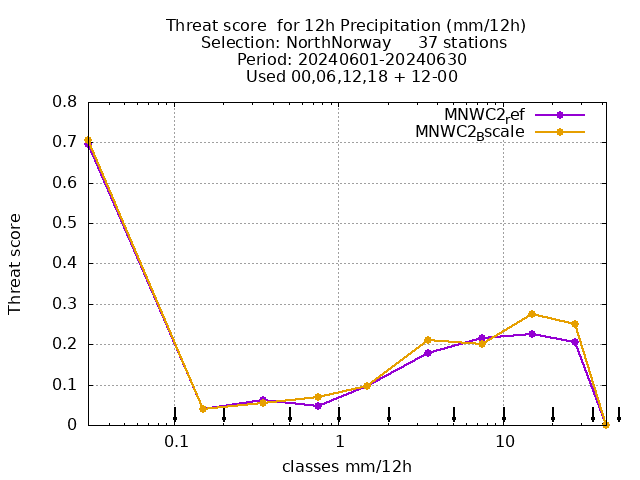 Threat score  for 12h Precipitation (mm/12h)
Selection: NorthNorway     37 stations
Period: 20240601-20240630
Used 00,06,12,18 + 12-00
MNWC2ᵣef
MNWC2_Bscale
0.8
0.7
0.6
0.5
0.4
0.3
0.2
0.1
0
Threat score
0.1 1 10
classes mm/12h